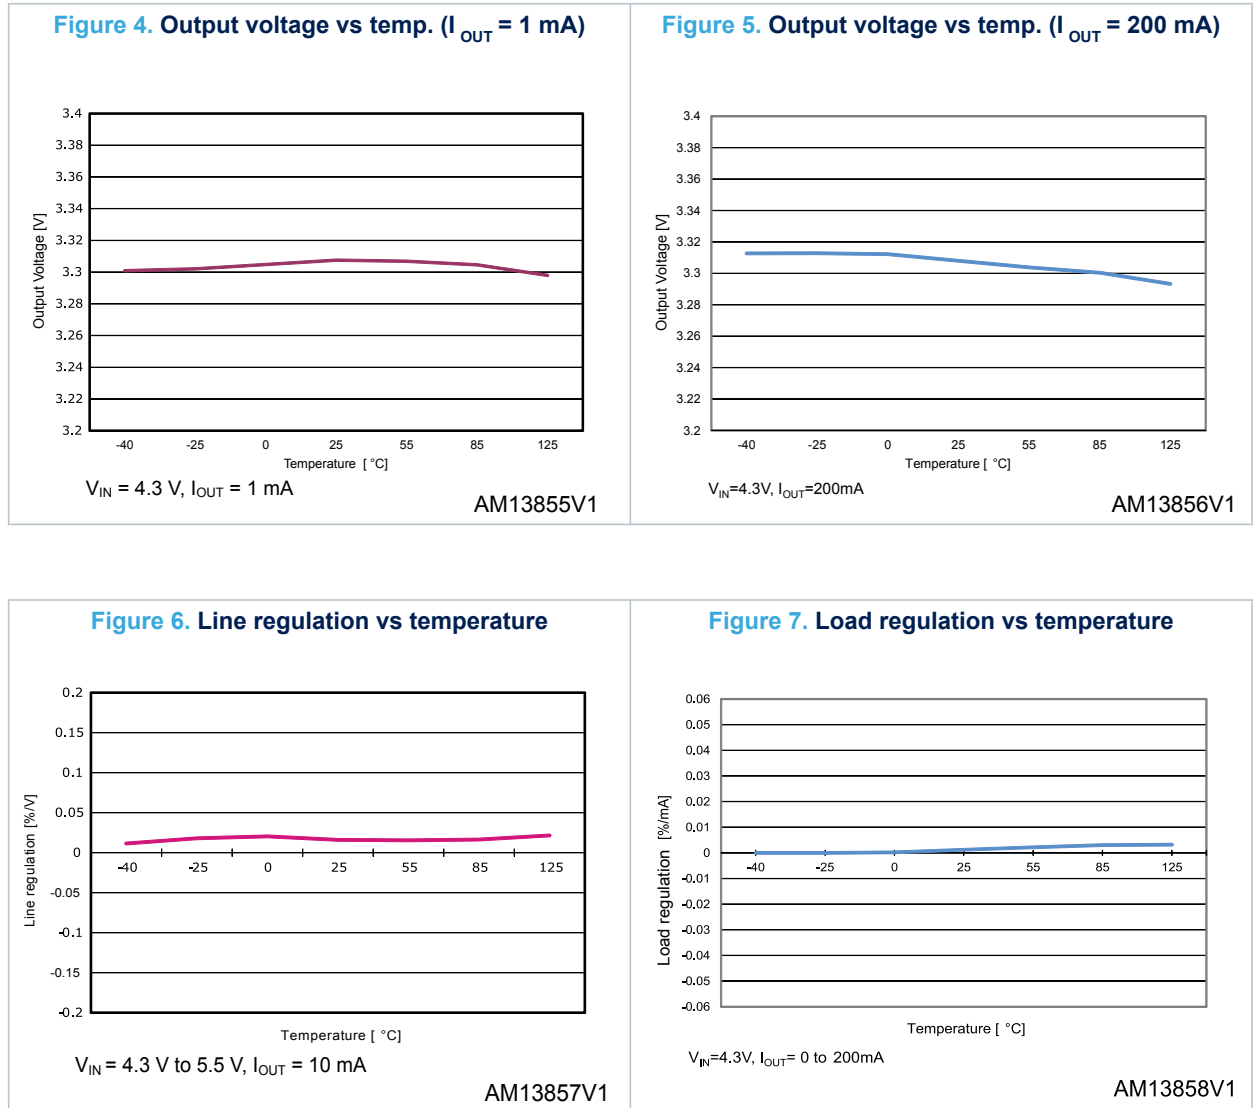 Figure 4. Output voltage vs temp. (I OUT = 1 mA)
3.4
3.38
3.36
3.34
3.32
3.3
3.28
3.26
3.24
3.22
3.2
Output Voltage [V]
-40 -25 0 25 55 85 125
Temperature [ °C]
VIN = 4.3 V, IOUT = 1 mA
AM13855V1
Figure 5. Output voltage vs temp. (I OUT = 200 mA)
3.4
3.38
3.36
3.34
3.32
3.3
3.28
3.26
3.24
3.22
3.2
Output Voltage [V]
-40 -25 0 25 55 85 125
Temperature [ °C]
VIN=4.3V, IOUT=200mA
AM13856V1
Figure 6. Line regulation vs temperature
0.2
0.15
0.1
0.05
0
-0.05
-0.1
-0.15
-0.2
Line regulation [%/V]
-40 -25 0 25 55 85 125
Temperature [ °C]
VIN = 4.3 V to 5.5 V, IOUT = 10 mA
AM13857V1
Figure 7. Load regulation vs temperature
0.06
0.05
0.04
0.03
0.02
0.01
0
-0.01
-0.02
-0.03
-0.04
-0.05
-0.06
Load regulation [%/mA]
-40 -25 0 25 55 85 125
Temperature [ °C]
VIN=4.3V, IOUT= 0 to 200mA
AM13858V1